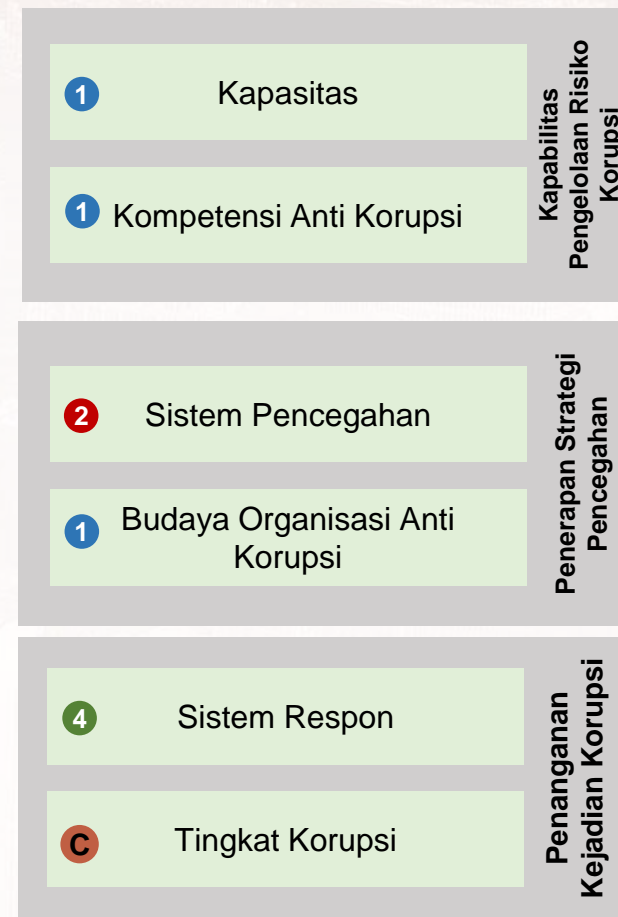 1 Kapasitas
1 Kompetensi Anti Korupsi
Kapabilitas
Pengelolaan Risiko
Korupsi
2 Sistem Pencegahan
1 Budaya Organisasi Anti
Korupsi
Penerapan Strategi
Pencegahan
4 Sistem Respon
C Tingkat Korupsi
Penanganan
Kejadian Korupsi